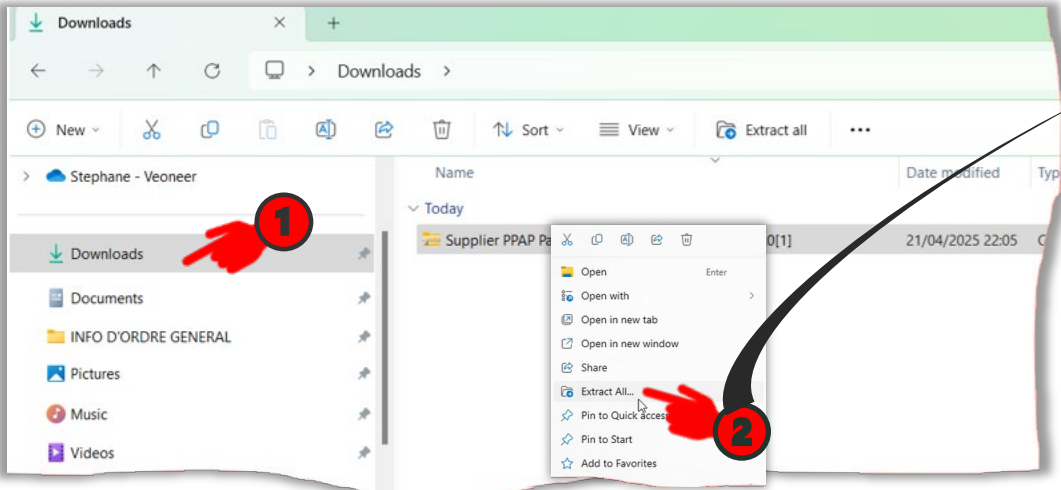 Downloads
Downloads
New
Sort
View
Extract all
Stephane - Veoneer
Name
Date modified
Typ
Today
1
Downloads
Supplier PPAP Pa
0[1]
21/04/2025 22:05
C
Open
Enter
Documents
Open with
Open in new tab
INFO D'ORDRE GENERAL
Open in new window
Share
Pictures
Extract All...
Music
Pin to Quick access
2
Pin to Start
Videos
Add to Favorites